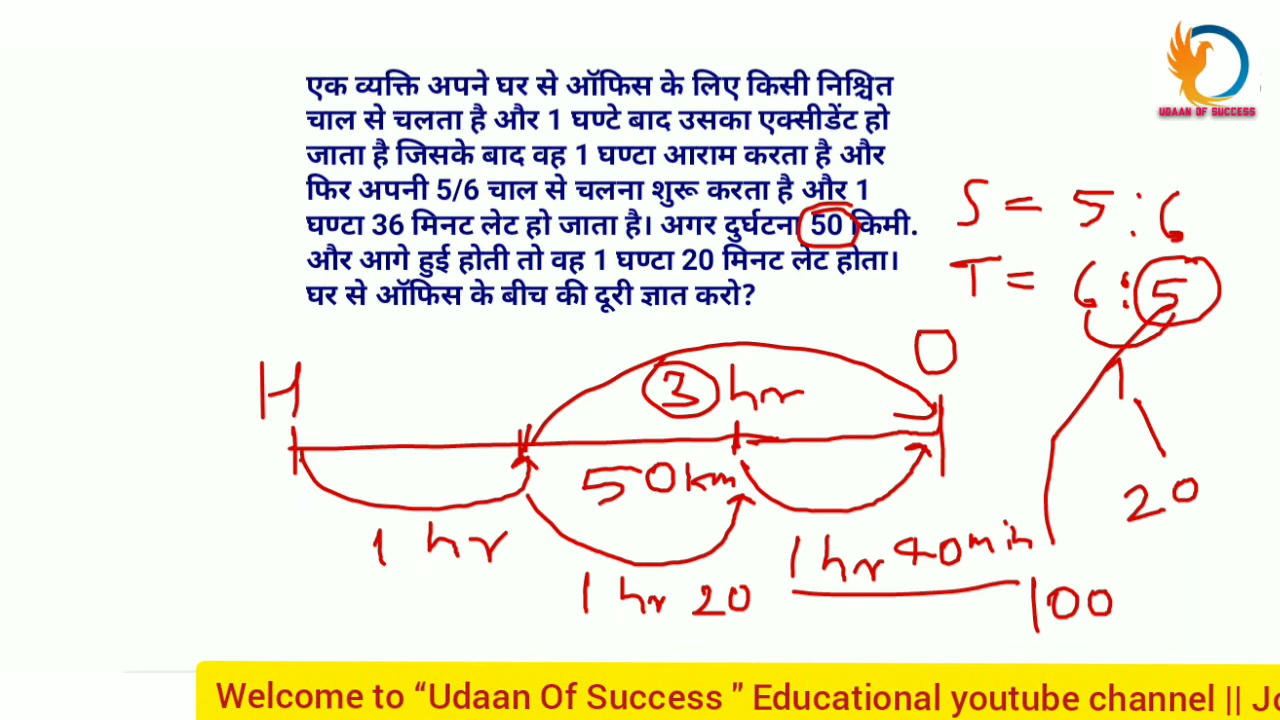 UDAAN OF SUCCESS
एक व्यक्ति अपने घर से ऑफिस के लिए किसी निश्चित
चाल से चलता है और 1 घण्टे बाद उसका एक्सीडेंट हो
जाता है जिसके बाद वह 1 घण्टा आराम करता है और
फिर अपनी 5/6 चाल से चलना शुरू करता है और 1
घण्टा 36 मिनट लेट हो जाता है। अगर दुर्घटना 50 किमी.
और आगे हुई होती तो वह 1 घण्टा 20 मिनट लेट होता।
घर से ऑफिस के बीच की दूरी ज्ञात करो?
S = 5 : 6
T = 6 : 5
1
20
H
3 hr
O
50km
1 hr
1 hr 20
1 hr 40min
100
Welcome to “Udaan Of Success ” Educational youtube channel || Jo